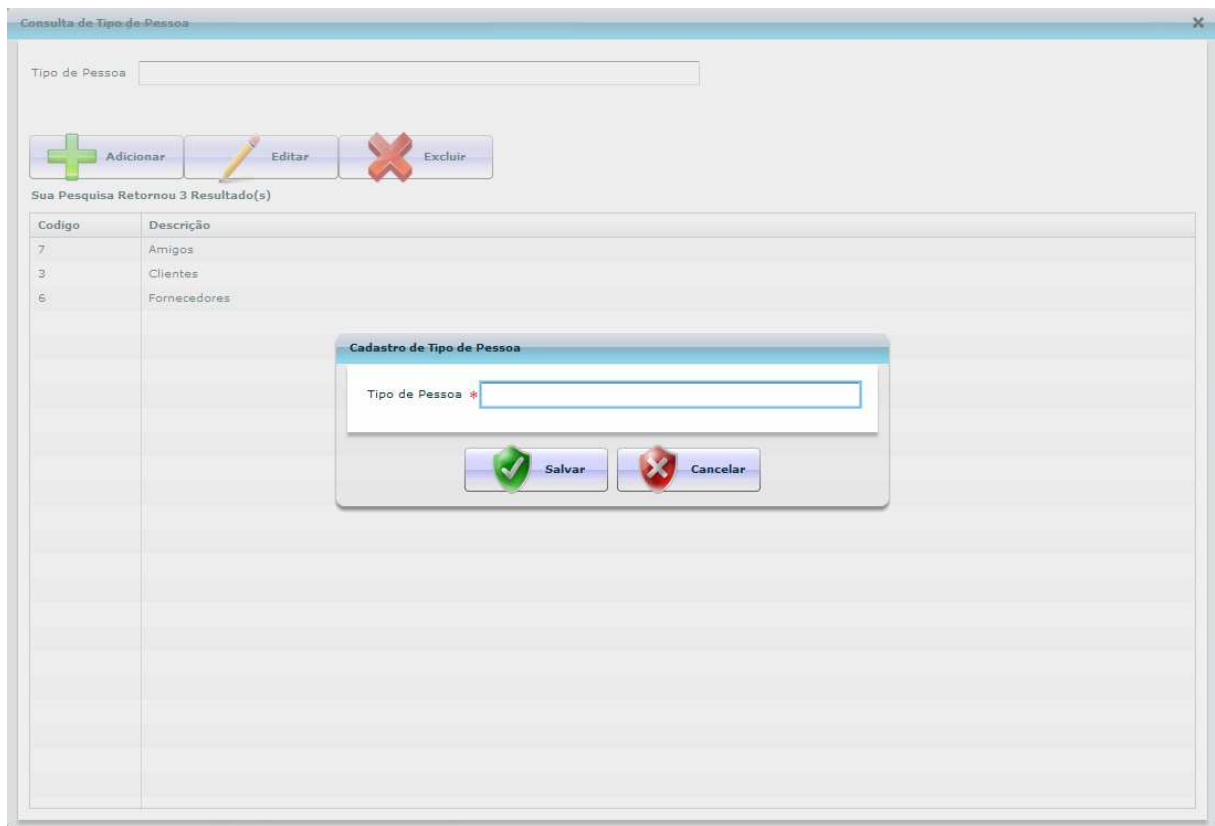 Consulta de Tipo de Pessoa
Tipo de Pessoa
Adicionar Editar Excluir
Sua Pesquisa Retornou 3 Resultado(s)
Codigo Descrição
7 Amigos
3 Clientes
6 Fornecedores
Cadastro de Tipo de Pessoa
Tipo de Pessoa *
Salvar Cancelar